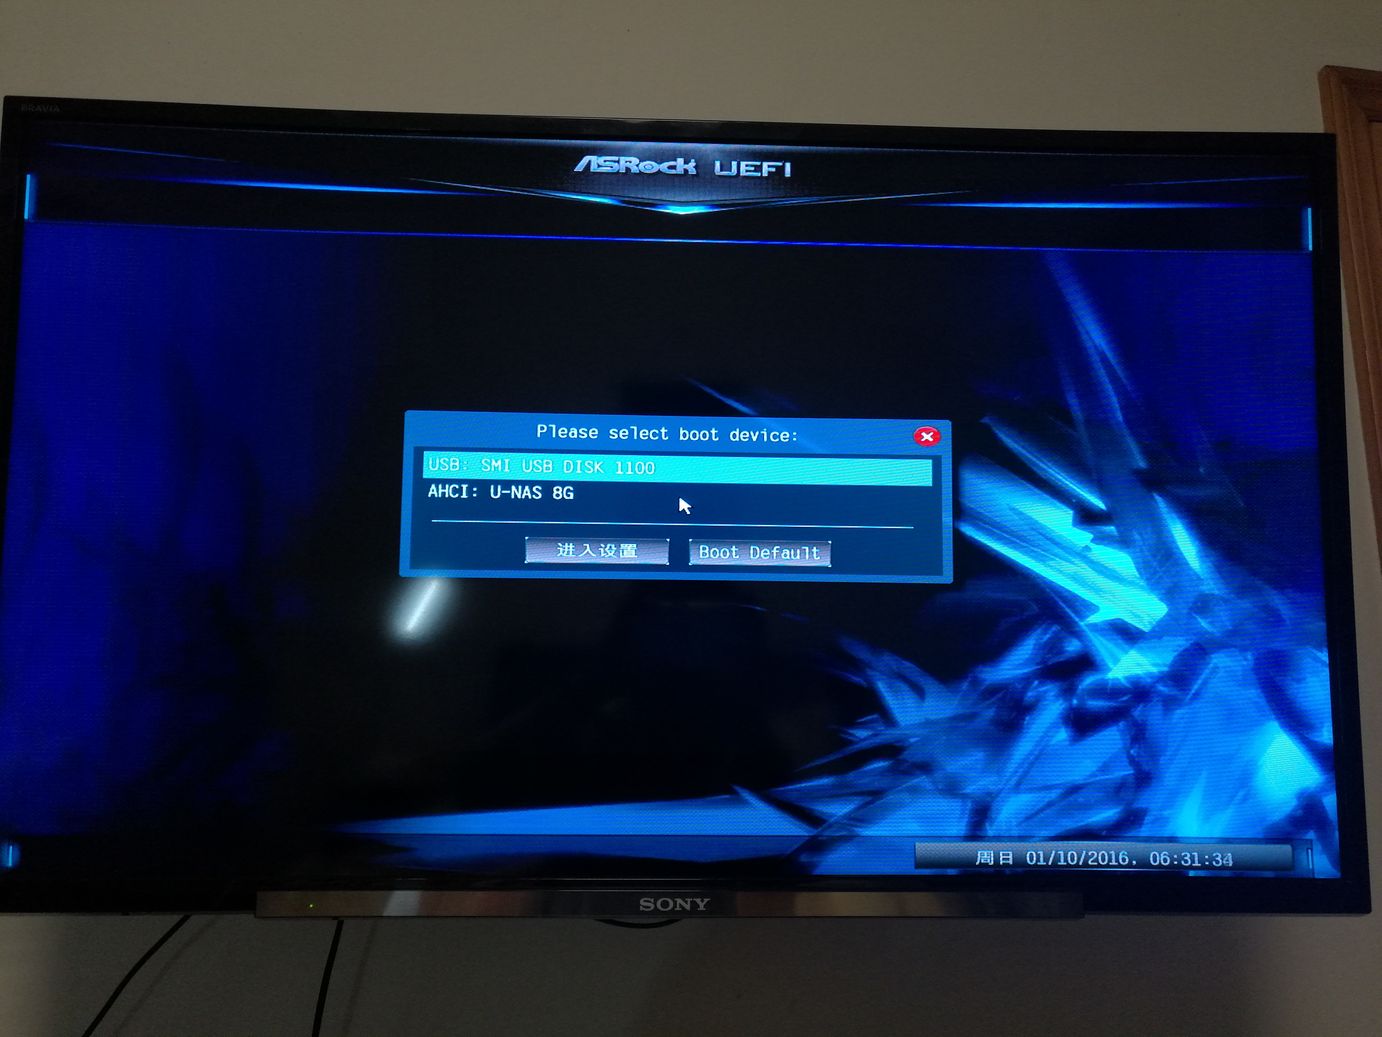 BRAVIA
ASRock UEFI
Please select boot device:
USB: SMI USB DISK 1100
AHCI: U-NAS 8G
进入设置 Boot Default
周日 01/10/2016. 06:31:34
SONY